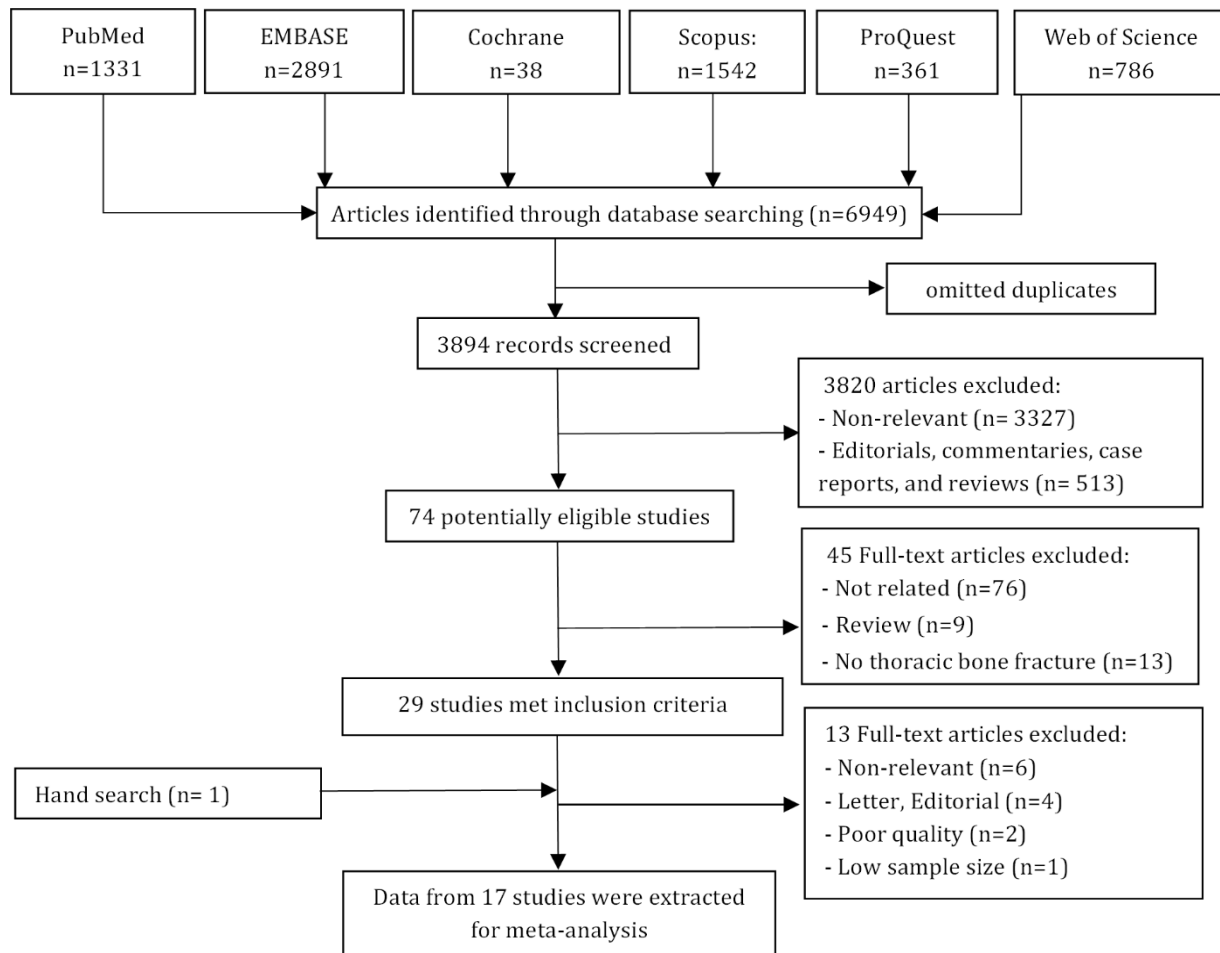 PubMed
n=1331
EMBASE
n=2891
Cochrane
n=38
Scopus:
n=1542
ProQuest
n=361
Web of Science
n=786
Articles identified through database searching (n=6949)
omitted duplicates
3894 records screened
3820 articles excluded:
- Non-relevant (n= 3327)
- Editorials, commentaries, case
reports, and reviews (n= 513)
74 potentially eligible studies
45 Full-text articles excluded:
- Not related (n=76)
- Review (n=9)
- No thoracic bone fracture (n=13)
29 studies met inclusion criteria
13 Full-text articles excluded:
- Non-relevant (n=6)
- Letter, Editorial (n=4)
- Poor quality (n=2)
- Low sample size (n=1)
Hand search (n= 1)
Data from 17 studies were extracted
for meta-analysis